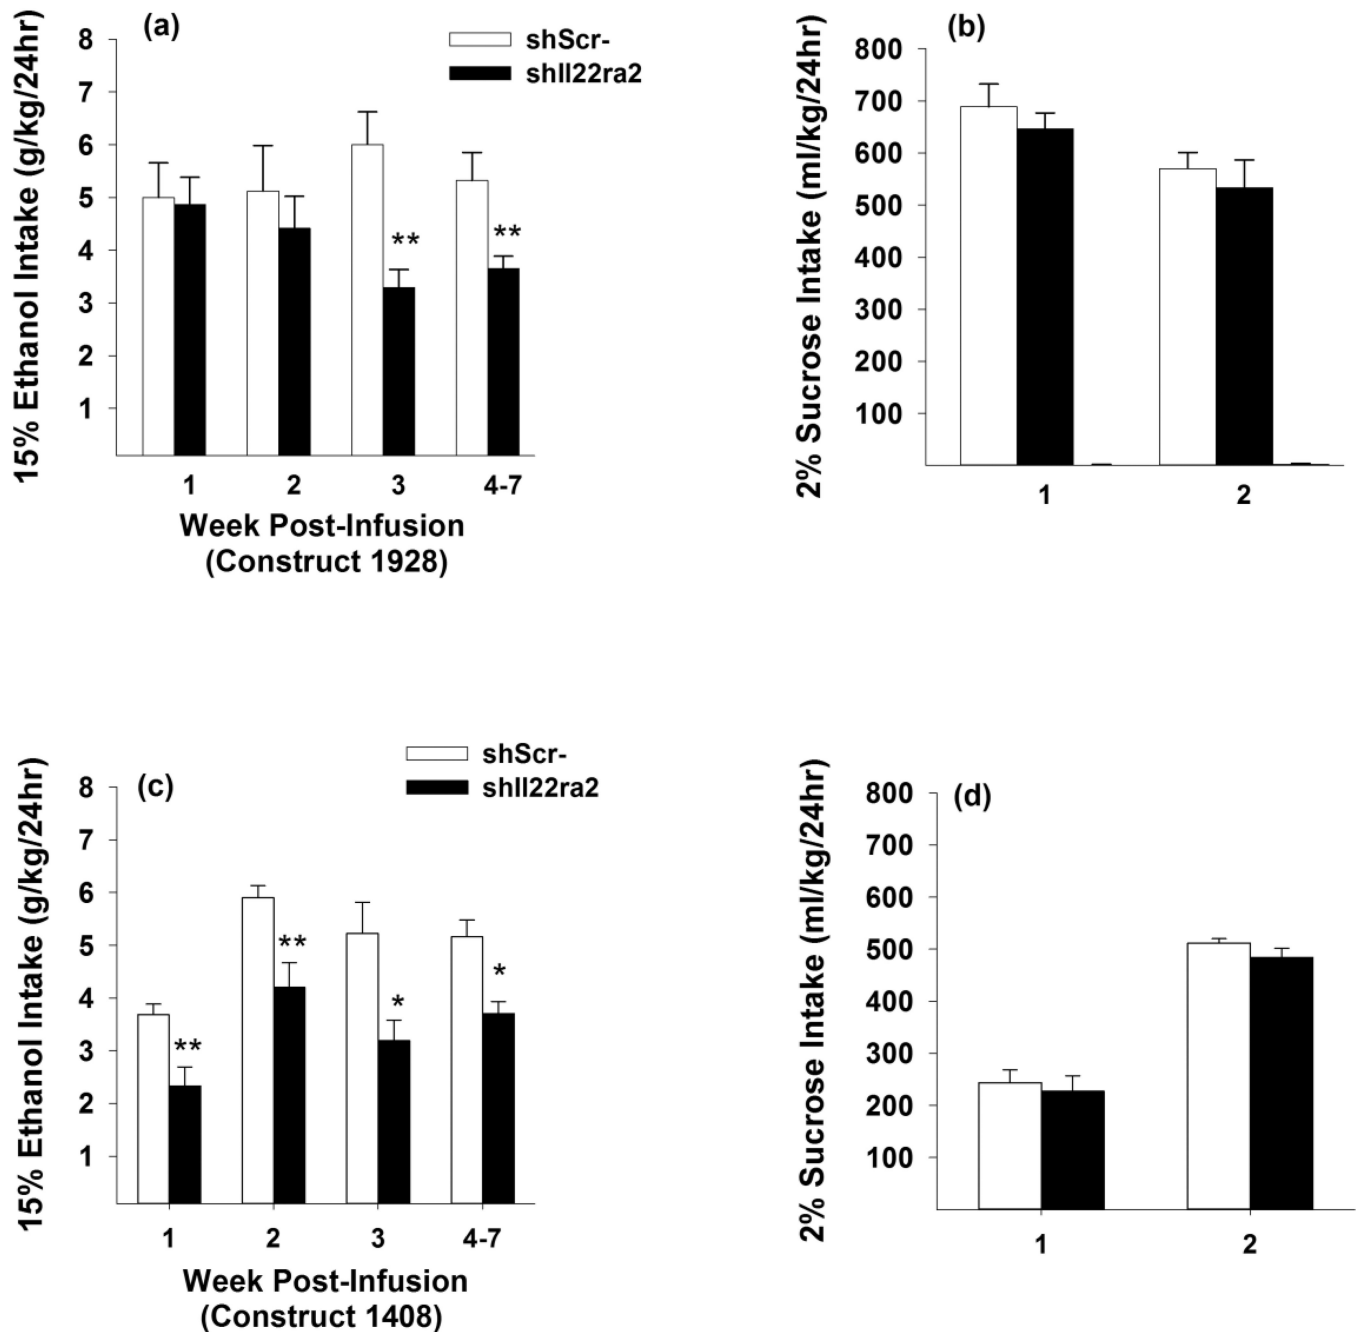 (a)
shScr-
shIl22ra2
15% Ethanol Intake (g/kg/24hr)
8
7
6
5
4
3
2
1
**
**
1 2 3 4-7
Week Post-Infusion
(Construct 1928)
(b)
2% Sucrose Intake (ml/kg/24hr)
800
700
600
500
400
300
200
100
1 2
(c)
shScr-
shIl22ra2
15% Ethanol Intake (g/kg/24hr)
8
7
6
5
4
3
2
1
**
**
*
*
1 2 3 4-7
Week Post-Infusion
(Construct 1408)
(d)
2% Sucrose Intake (ml/kg/24hr)
800
700
600
500
400
300
200
100
1 2